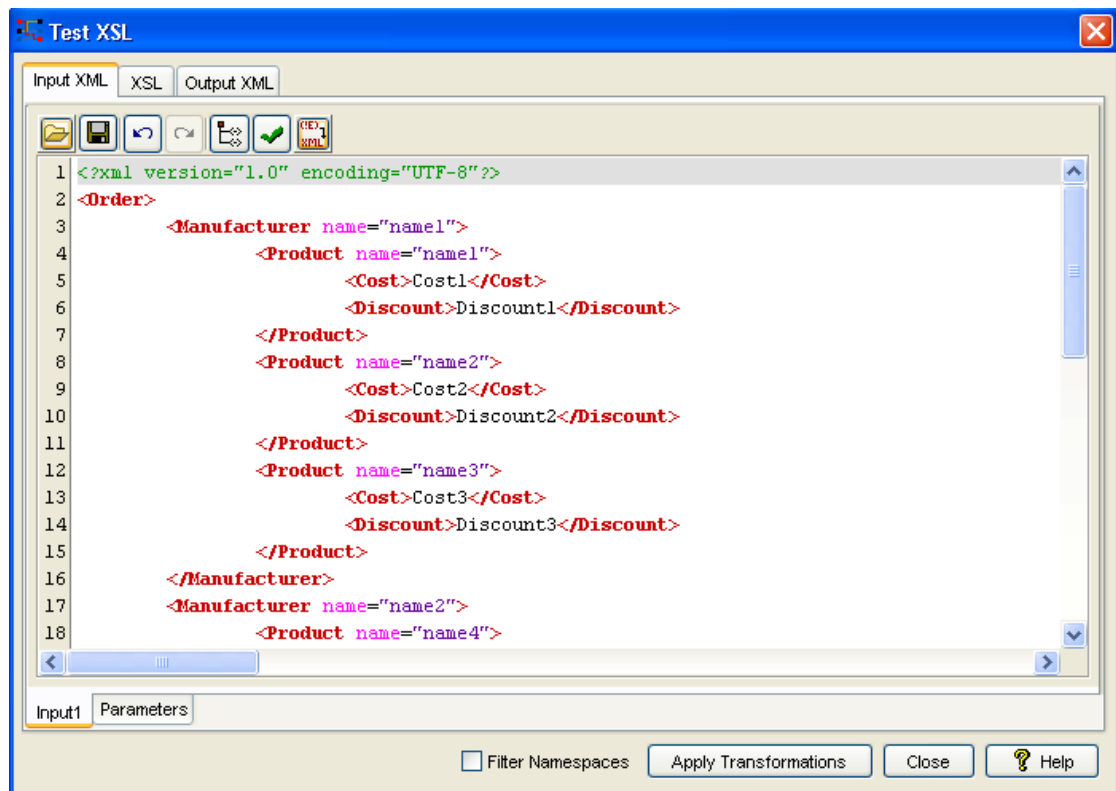 Test XSL
Input XML XSL Output XML
(!E) XML
1 <?xml version="1.0" encoding="UTF-8"?>
2 <Order>
3 <Manufacturer name="name1">
4 <Product name="name1">
5 <Cost>Cost1</Cost>
6 <Discount>Discount1</Discount>
7 </Product>
8 <Product name="name2">
9 <Cost>Cost2</Cost>
10 <Discount>Discount2</Discount>
11 </Product>
12 <Product name="name3">
13 <Cost>Cost3</Cost>
14 <Discount>Discount3</Discount>
15 </Product>
16 </Manufacturer>
17 <Manufacturer name="name2">
18 <Product name="name4">
Input1 Parameters
Filter Namespaces Apply Transformations Close ? Help